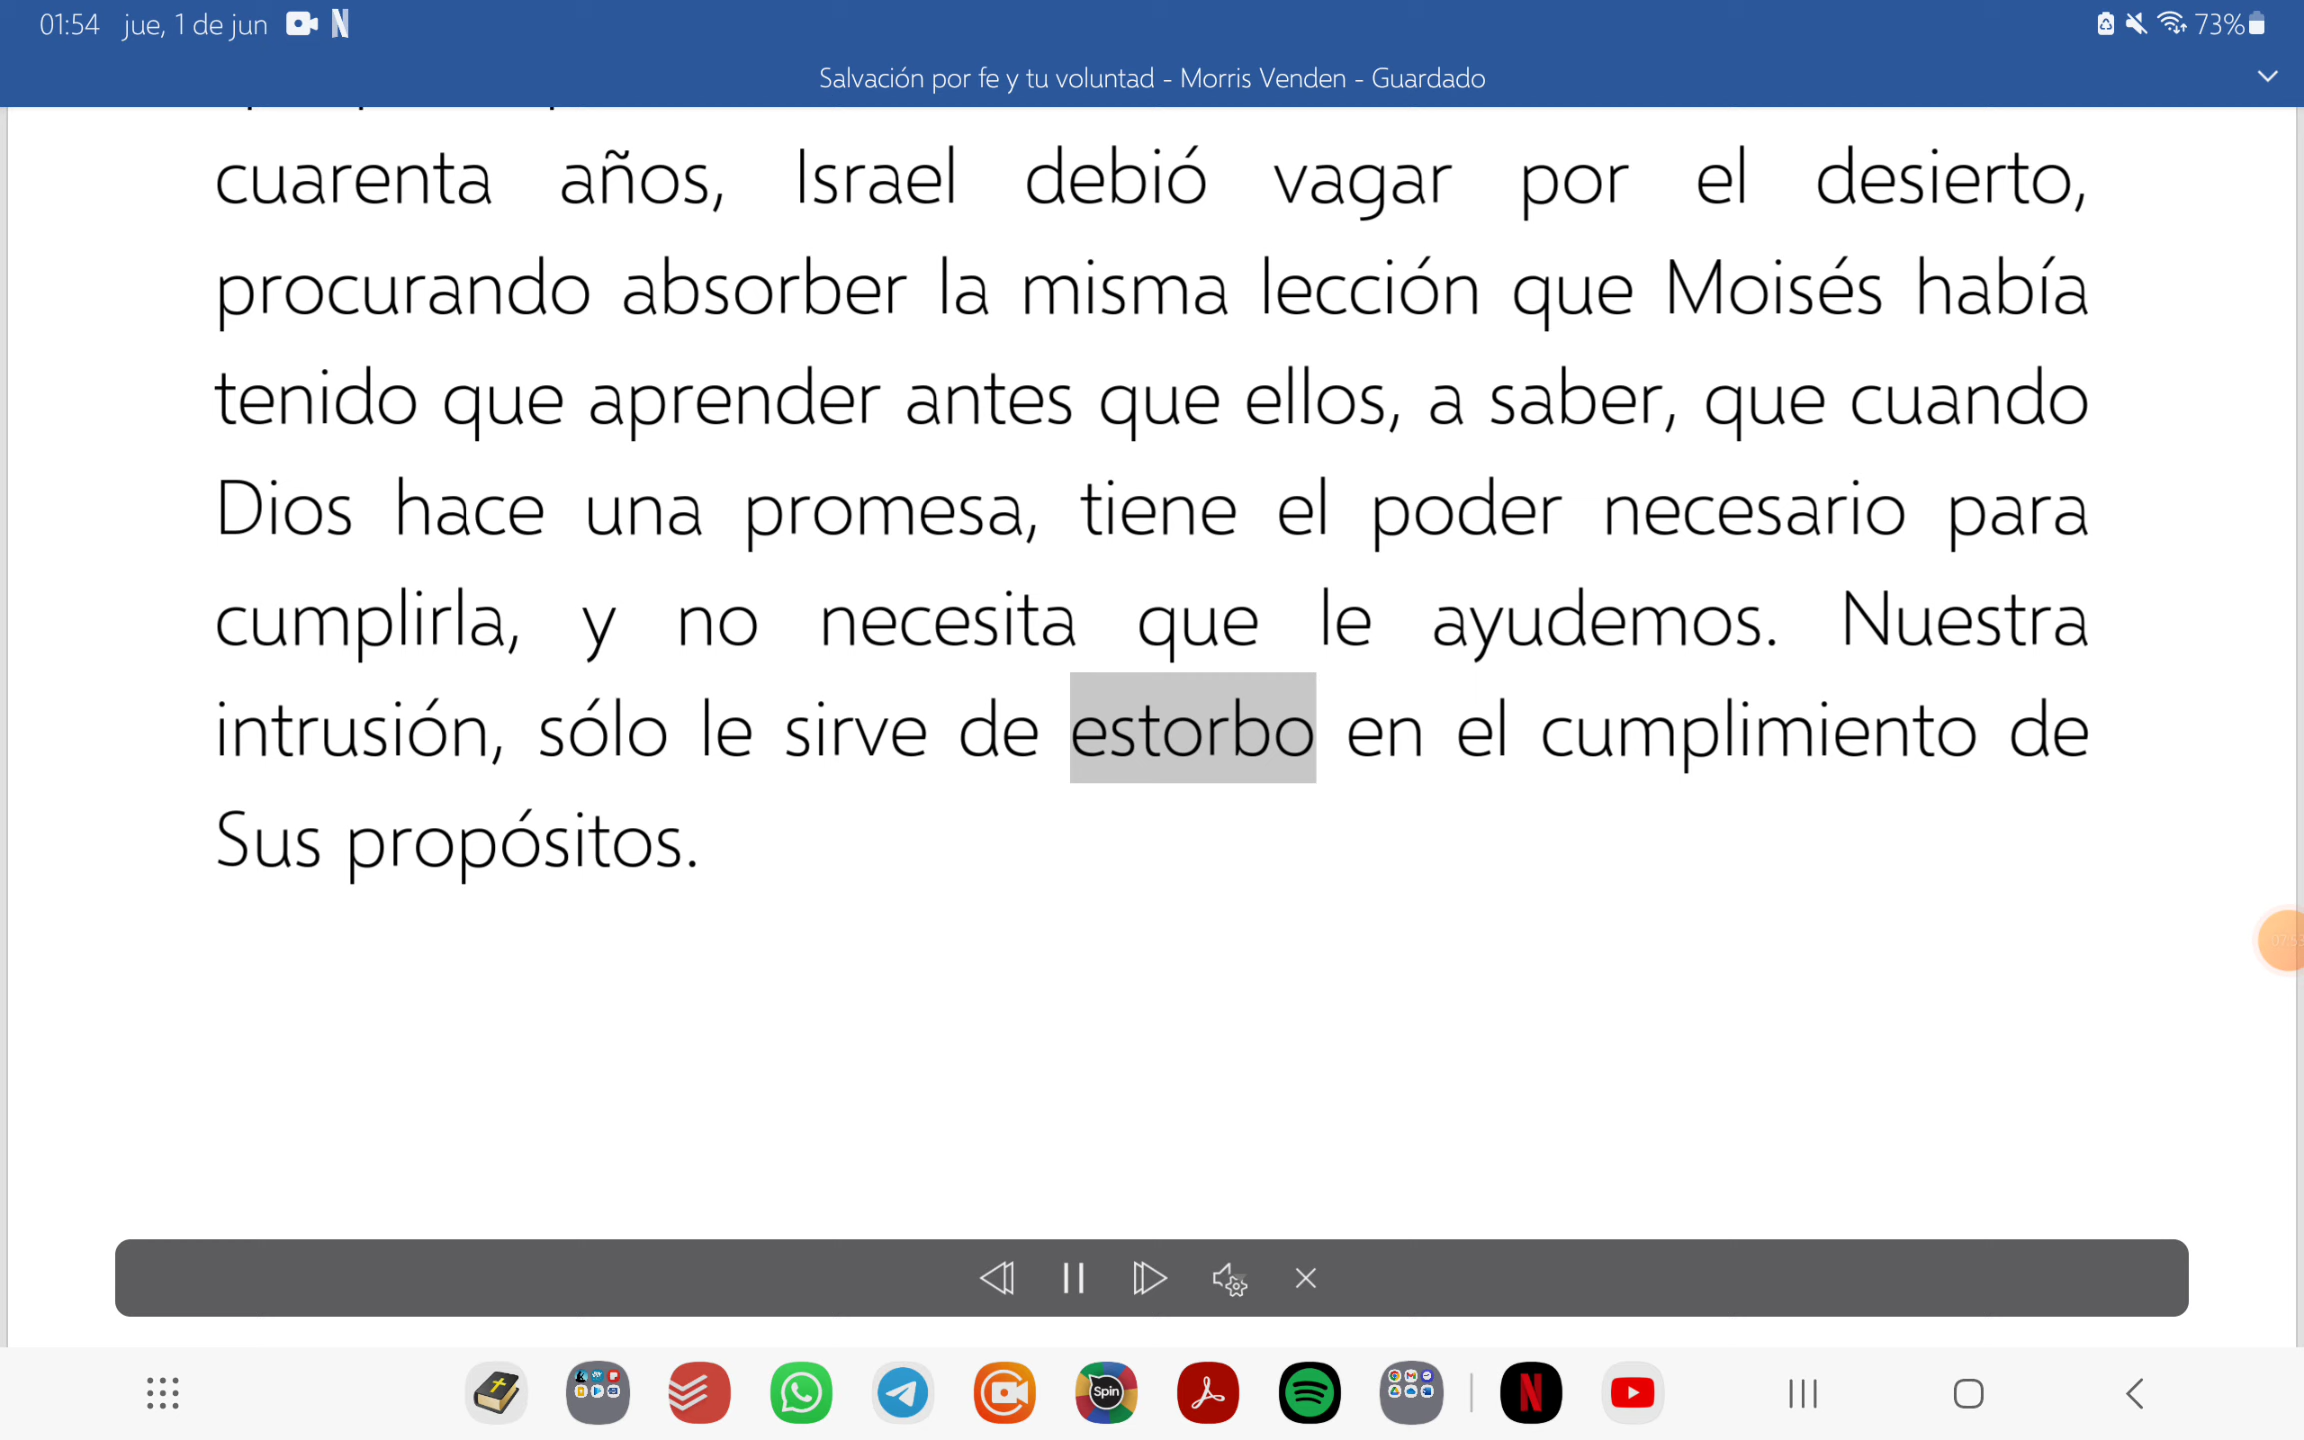 01:54 jue, 1 de jun N 73%
Salvación por fe y tu voluntad - Morris Venden - Guardado
cuarenta años, Israel debió vagar por el desierto,
procurando absorber la misma lección que Moisés había
tenido que aprender antes que ellos, a saber, que cuando
Dios hace una promesa, tiene el poder necesario para
cumplirla, y no necesita que le ayudemos. Nuestra
intrusión, sólo le sirve de estorbo en el cumplimiento de
Sus propósitos.
Spin N